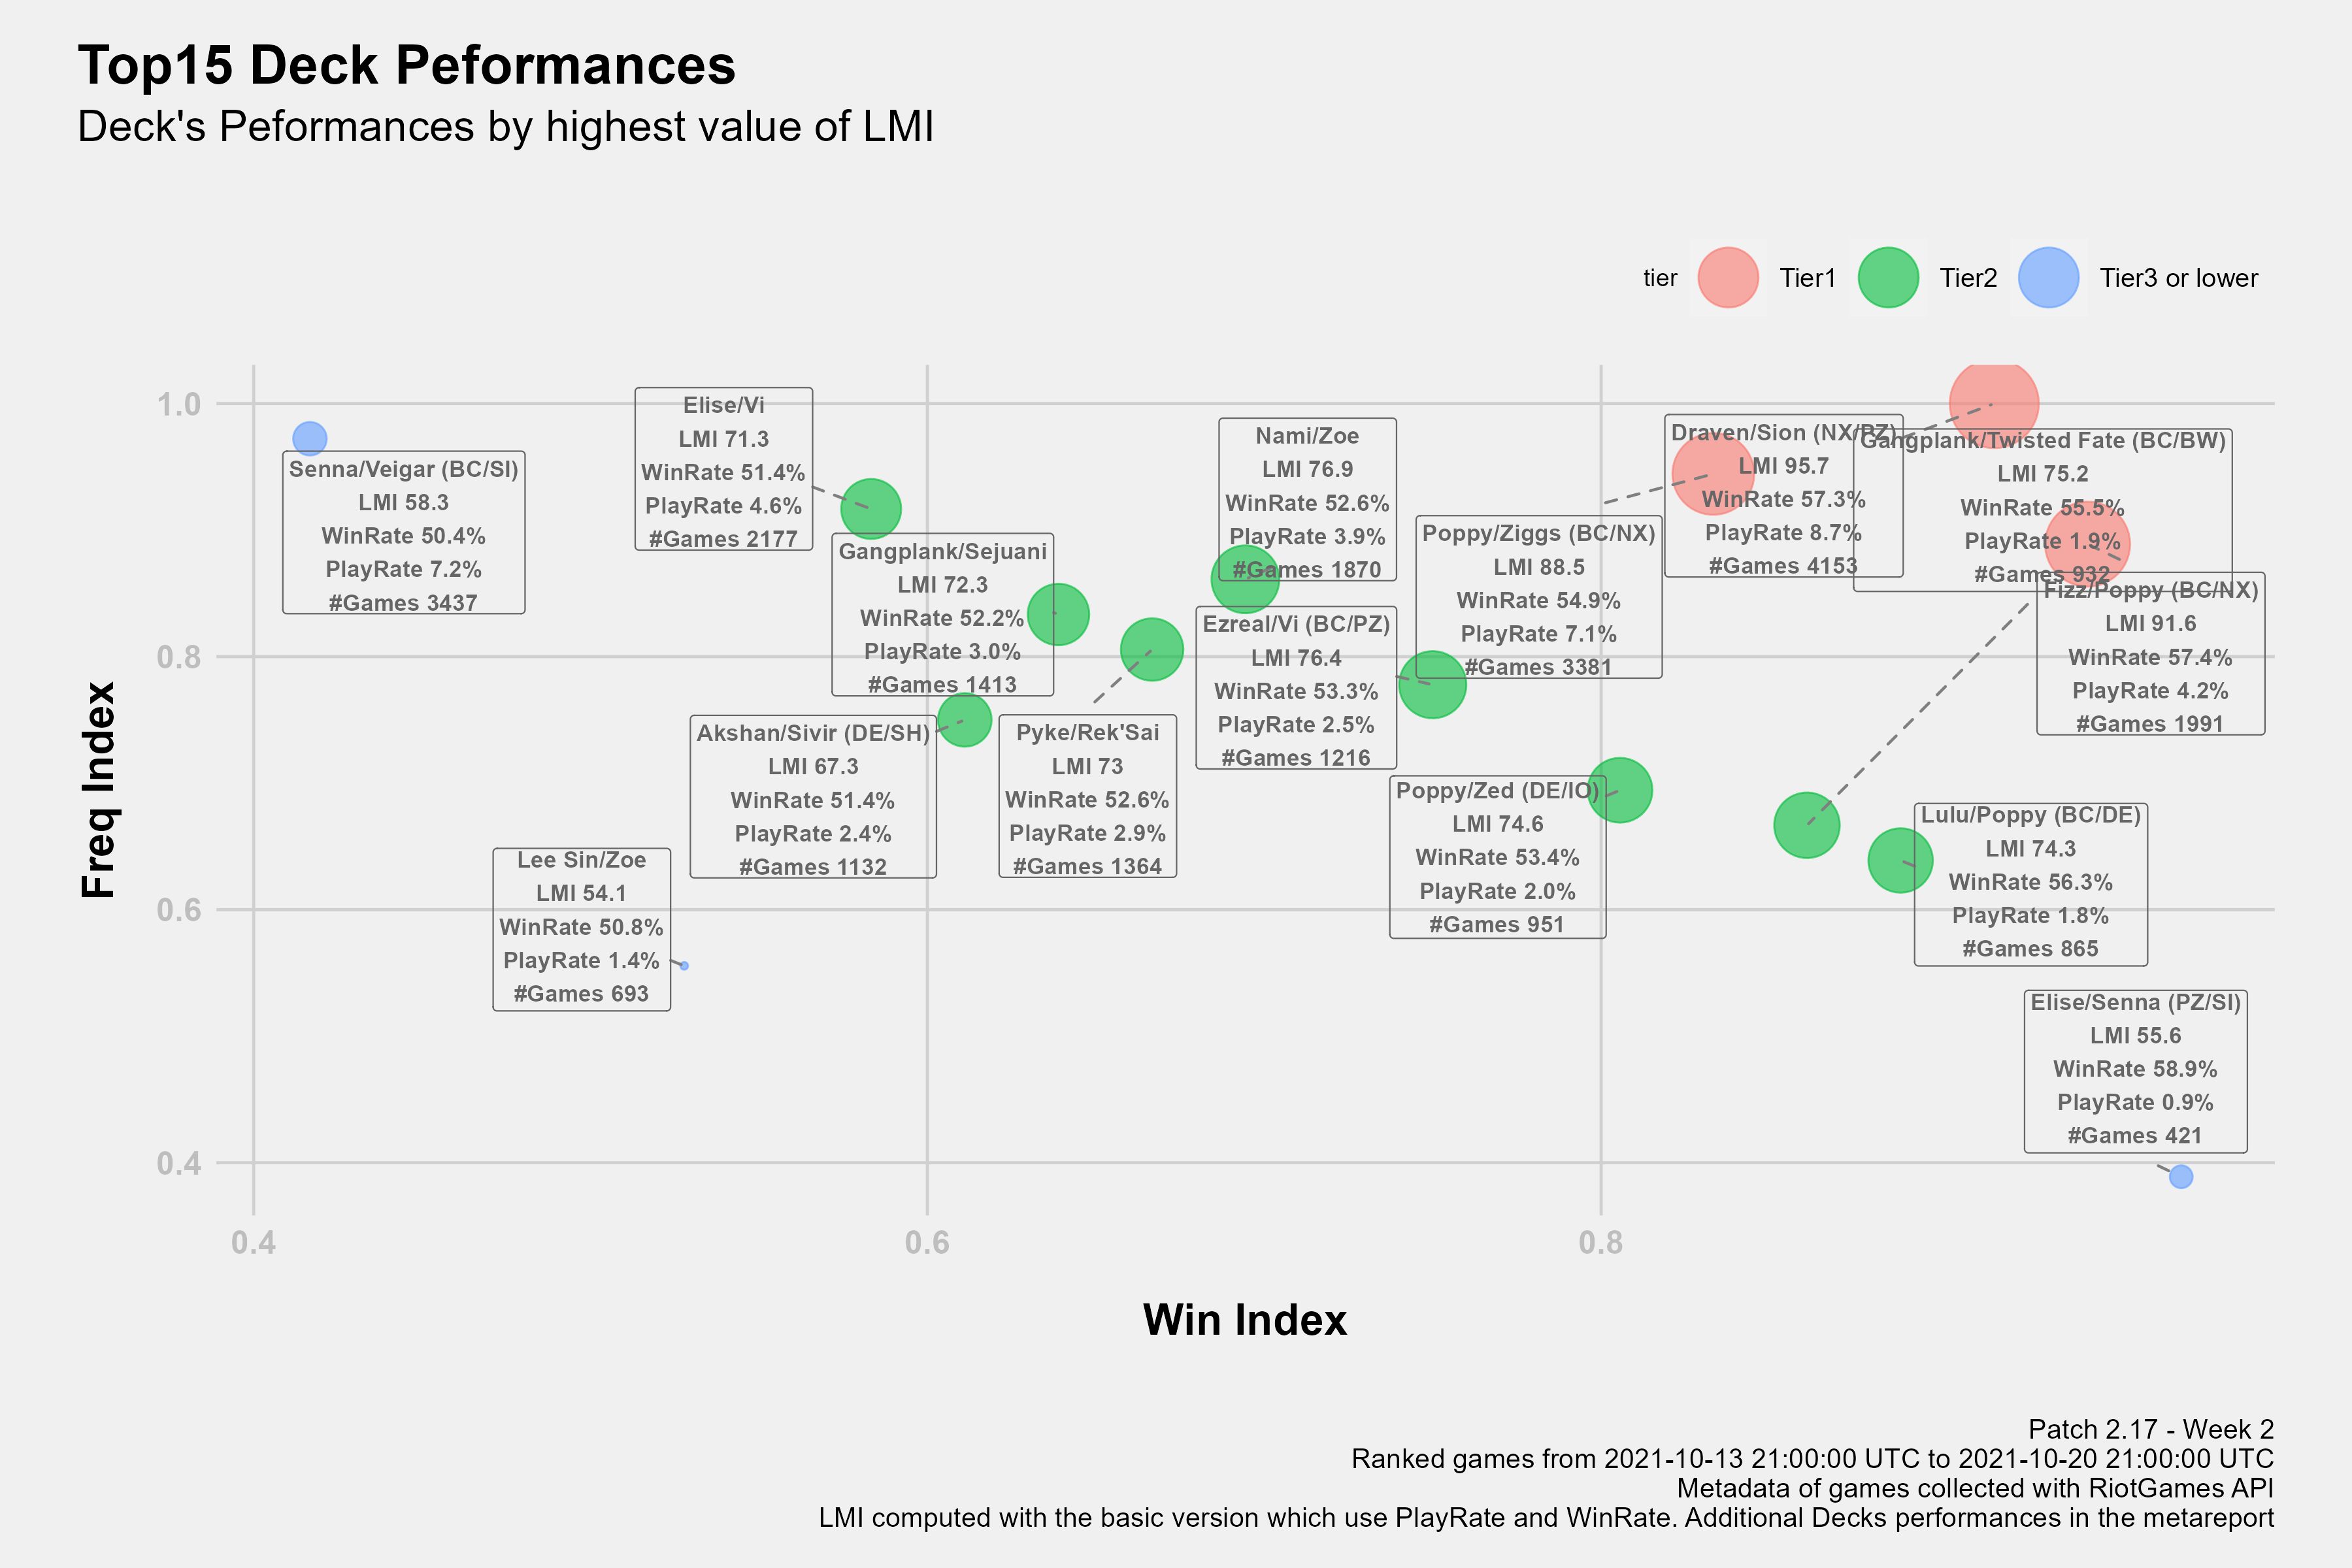 Top15 Deck Peformances
Deck's Peformances by highest value of LMI
tier
Tier1
Tier2
Tier3 or lower
Freq Index
1.0
0.8
0.6
0.4
Senna/Veigar (BC/SI)
LMI 58.3
WinRate 50.4%
PlayRate 7.2%
#Games 3437
Elise/Vi
LMI 71.3
WinRate 51.4%
PlayRate 4.6%
#Games 2177
Gangplank/Sejuani
LMI 72.3
WinRate 52.2%
PlayRate 3.0%
#Games 1413
Nami/Zoe
LMI 76.9
WinRate 52.6%
PlayRate 3.9%
#Games 1870
Poppy/Ziggs (BC/NX)
LMI 88.5
WinRate 54.9%
PlayRate 7.1%
#Games 3381
Draven/Sion (NX/PZ)
LMI 95.7
WinRate 57.3%
PlayRate 8.7%
#Games 4153
Gangplank/Twisted Fate (BC/BW)
LMI 75.2
WinRate 55.5%
PlayRate 1.9%
#Games 932
Fizz/Poppy (BC/NX)
LMI 91.6
WinRate 57.4%
PlayRate 4.2%
#Games 1991
Ezreal/Vi (BC/PZ)
LMI 76.4
WinRate 53.3%
PlayRate 2.5%
#Games 1216
Akshan/Sivir (DE/SH)
LMI 67.3
WinRate 51.4%
PlayRate 2.4%
#Games 1132
Pyke/Rek'Sai
LMI 73
WinRate 52.6%
PlayRate 2.9%
#Games 1364
Poppy/Zed (DE/IO)
LMI 74.6
WinRate 53.4%
PlayRate 2.0%
#Games 951
Lulu/Poppy (BC/DE)
LMI 74.3
WinRate 56.3%
PlayRate 1.8%
#Games 865
Lee Sin/Zoe
LMI 54.1
WinRate 50.8%
PlayRate 1.4%
#Games 693
Elise/Senna (PZ/SI)
LMI 55.6
WinRate 58.9%
PlayRate 0.9%
#Games 421
0.4
0.6
0.8
Win Index
Patch 2.17 - Week 2
Ranked games from 2021-10-13 21:00:00 UTC to 2021-10-20 21:00:00 UTC
Metadata of games collected with RiotGames API
LMI computed with the basic version which use PlayRate and WinRate. Additional Decks performances in the metareport